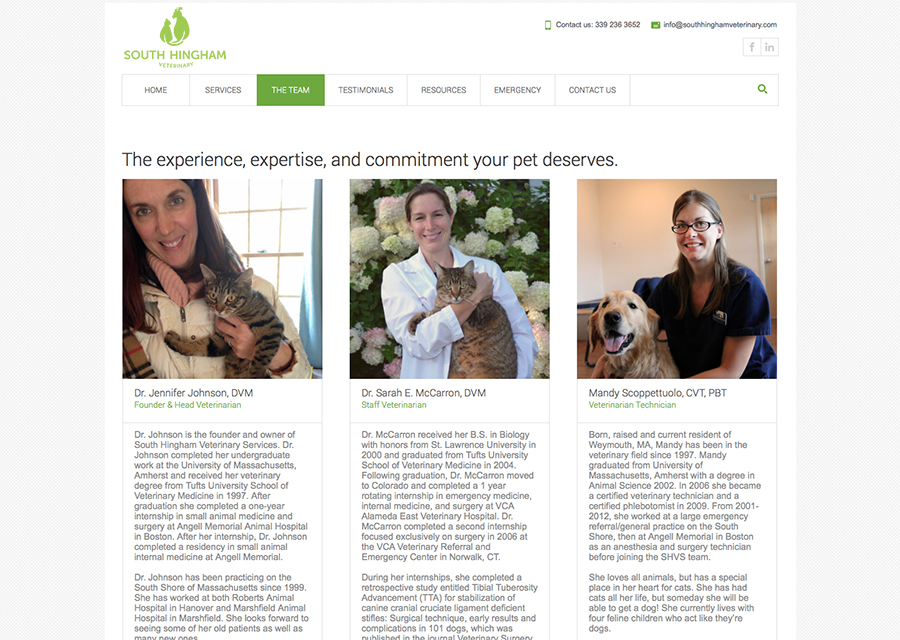 Contact us: 339 236 3652 info@southhinghamveterinary.com
SOUTH HINGHAM
VETERINARY
f in
HOME SERVICES THE TEAM TESTIMONIALS RESOURCES EMERGENCY CONTACT US
The experience, expertise, and commitment your pet deserves.
Dr. Jennifer Johnson, DVM
Founder & Head Veterinarian
Dr. Johnson is the founder and owner of
South Hingham Veterinary Services. Dr.
Johnson completed her undergraduate
work at the University of Massachusetts,
Amherst and received her veterinary
degree from Tufts University School of
Veterinary Medicine in 1997. After
graduation she completed a one-year
internship in small animal medicine and
surgery at Angell Memorial Animal Hospital
in Boston. After her internship, Dr. Johnson
completed a residency in small animal
internal medicine at Angell Memorial.
Dr. Johnson has been practicing on the
South Shore of Massachusetts since 1999.
She has worked at both Roberts Animal
Hospital in Hanover and Marshfield Animal
Hospital in Marshfield. She looks forward to
seeing some of her old patients as well as
many new ones
Dr. Sarah E. McCarron, DVM
Staff Veterinarian
Dr. McCarron received her B.S. in Biology
with honors from St. Lawrence University in
2000 and graduated from Tufts University
School of Veterinary Medicine in 2004.
Following graduation, Dr. McCarron moved
to Colorado and completed a 1 year
rotating internship in emergency medicine,
internal medicine, and surgery at VCA
Alameda East Veterinary Hospital. Dr.
McCarron completed a second internship
focused exclusively on surgery in 2006 at
the VCA Veterinary Referral and
Emergency Center in Norwalk, CT.
During her internships, she completed a
retrospective study entitled Tibial Tuberosity
Advancement (TTA) for stabilization of
canine cranial cruciate ligament deficient
stifles: Surgical technique, early results and
complications in 101 dogs, which was
published in the journal Veterinary Surgery
Mandy Scoppettuolo, CVT, PBT
Veterinarian Technician
Born, raised and current resident of
Weymouth, MA, Mandy has been in the
veterinary field since 1997. Mandy
graduated from University of
Massachusetts, Amherst with a degree in
Animal Science 2002. In 2006 she became
a certified veterinary technician and a
certified phlebotomist in 2009. From 2001-
2012, she worked at a large emergency
referral/general practice on the South
Shore, then at Angell Memorial in Boston
as an anesthesia and surgery technician
before joining the SHVS team.
She loves all animals, but has a special
place in her heart for cats. She has had
cats all her life, but someday she will be
able to get a dog! She currently lives with
four feline children who act like they're
dogs.